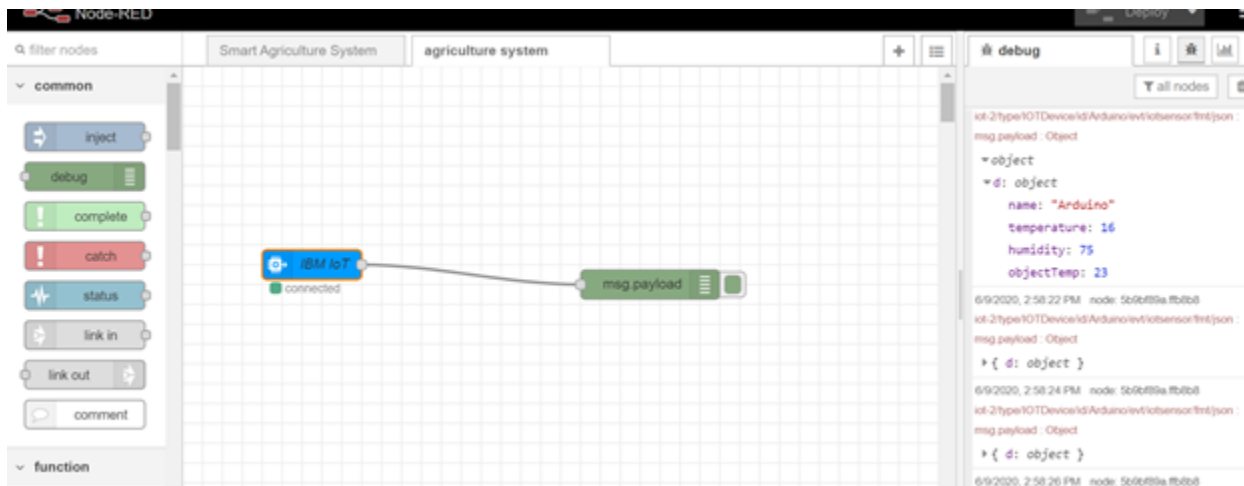 Node-RED
Deploy
filter nodes
common
inject
debug
complete
catch
status
link in
link out
comment
function
Smart Agriculture System
agriculture system
IBM IoT
connected
msg.payload
debug
i
all nodes
iot-2/type/IOTDevice/id/Arduino/evt/iotsensor/fmt/json :
msg.payload : Object
object
d: object
name: "Arduino"
temperature: 16
humidity: 75
objectTemp: 23
6/9/2020, 2:58:22 PM node: 5b9bf89a.ffb8b8
iot-2/type/IOTDevice/id/Arduino/evt/iotsensor/fmt/json :
msg.payload : Object
{ d: object }
6/9/2020, 2:58:24 PM node: 5b9bf89a.ffb8b8
iot-2/type/IOTDevice/id/Arduino/evt/iotsensor/fmt/json :
msg.payload : Object
{ d: object }
6/9/2020, 2:58:26 PM node: 5b9bf89a.ffb8b8